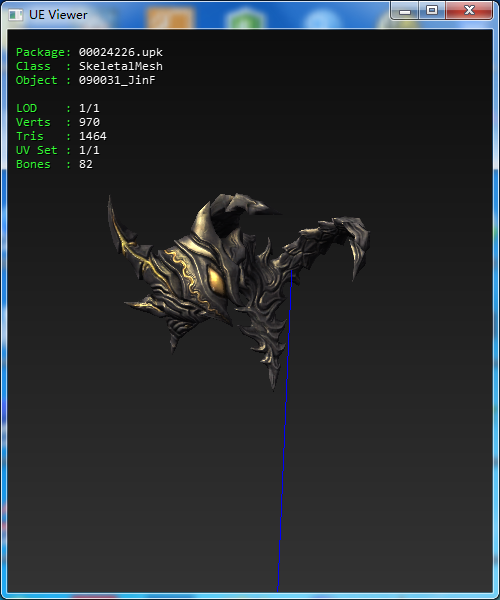 UE Viewer
Package: 00024226.upk
Class : SkeletalMesh
Object : 090031_JinF
LOD : 1/1
Verts : 970
Tris : 1464
UV Set : 1/1
Bones : 82